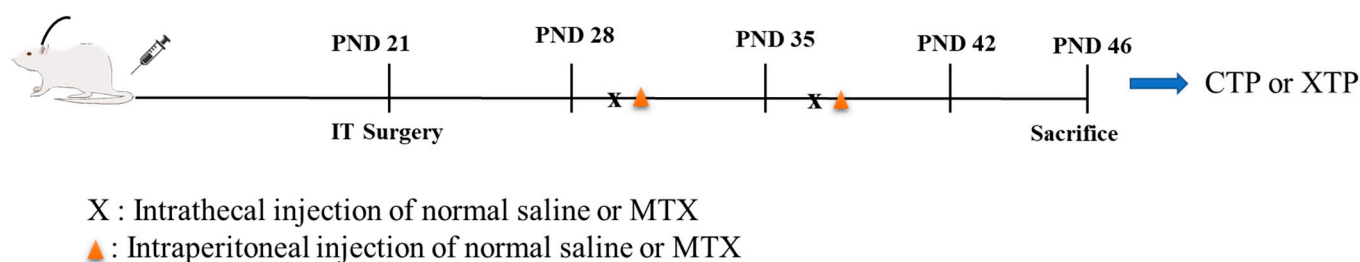 PND 21
PND 28
PND 35
PND 42
PND 46
CTP or XTP
x
x
IT Surgery
Sacrifice
X : Intrathecal injection of normal saline or MTX
: Intraperitoneal injection of normal saline or MTX